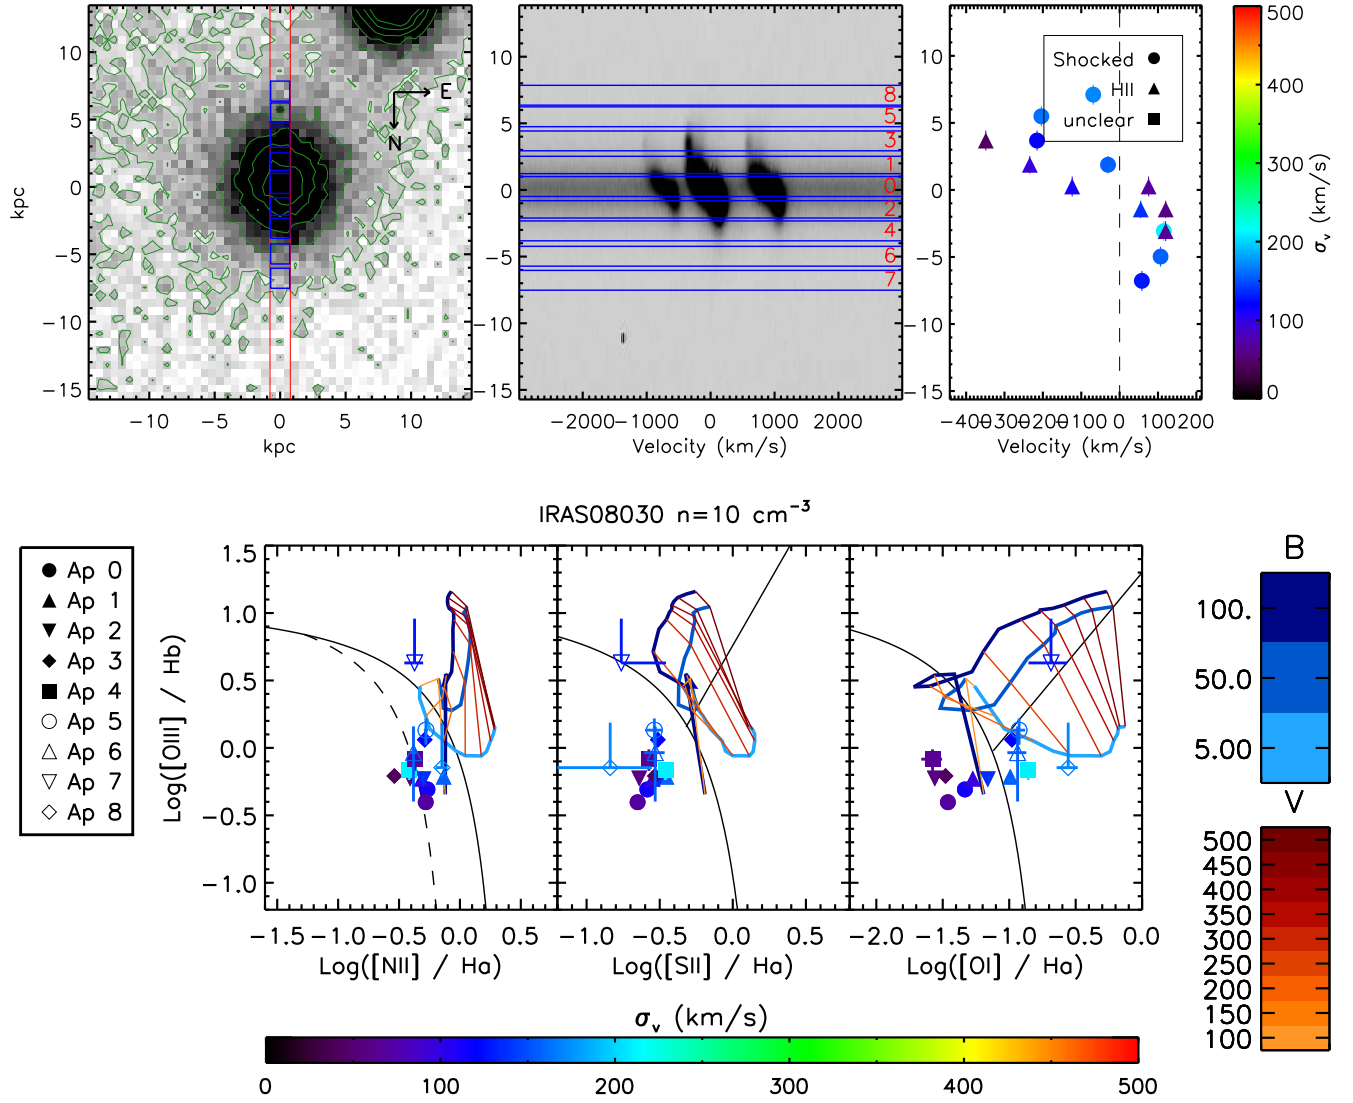 10
5
0
−5
−10
−15
kpc
−10 −5 0 5 10
kpc
E
N
10
5
0
−5
−10
−15
8
5
3
1
0
2
4
6
7
−2000 −1000 0 1000 2000
Velocity (km/s)
10
5
0
−5
−10
−15
Shocked
HII
unclear
−400 −300 −200 −100 0 100 200
Velocity (km/s)
500
400
300
200
100
0
σv (km/s)
IRAS08030 n=10 cm−3
Ap 0
Ap 1
Ap 2
Ap 3
Ap 4
Ap 5
Ap 6
Ap 7
Ap 8
1.5
1.0
0.5
0.0
−0.5
−1.0
Log([OIII] / Hb)
−1.5 −1.0 −0.5 0.0 0.5
Log([NII] / Ha)
−1.0 −0.5 0.0 0.5
Log([SII] / Ha)
−2.0 −1.5 −1.0 −0.5 0.0
Log([OI] / Ha)
B
100.
50.0
5.00
V
500
450
400
350
300
250
200
150
100
σv (km/s)
0 100 200 300 400 500